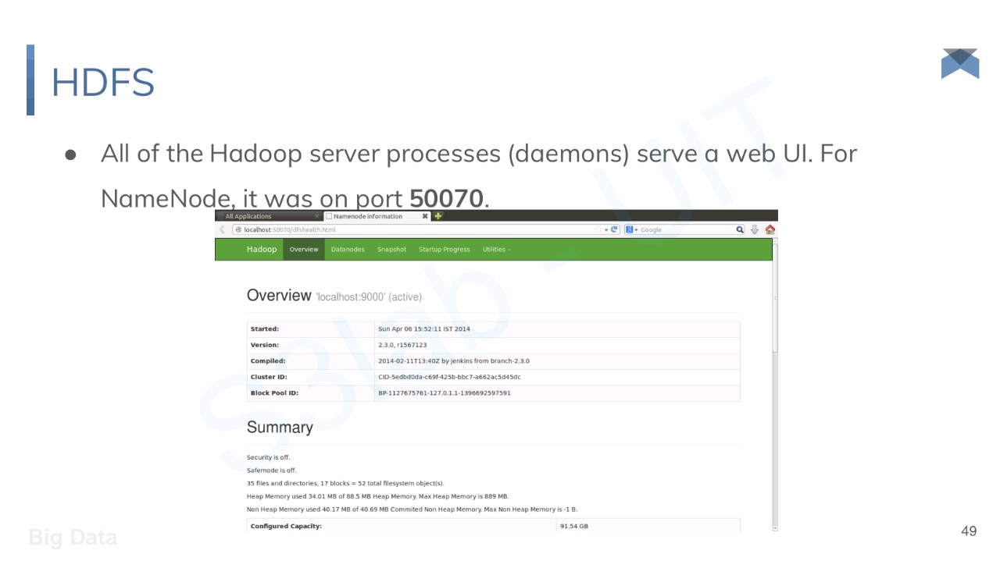 HDFS
● All of the Hadoop server processes (daemons) serve a web UI. For
NameNode, it was on port 50070.
All Applications
Namenode information
localhost:50070/dfshealth.html
Google
Hadoop Overview Datanodes Snapshot Startup Progress Utilities
Overview 'localhost:9000' (active)
Started: Sun Apr 06 15:52:11 IST 2014
Version: 2.3.0, r1567123
Compiled: 2014-02-11T13:40Z by jenkins from branch-2.3.0
Cluster ID: CID-5edbd0da-c69f-425b-bbc7-a662ac5d45dc
Block Pool ID: BP-1127675761-127.0.1.1-1396692597591
Summary
Security is off.
Safemode is off.
35 files and directories, 17 blocks = 52 total filesystem object(s).
Heap Memory used 34.01 MB of 88.5 MB Heap Memory. Max Heap Memory is 889 MB.
Non Heap Memory used 40.17 MB of 40.69 MB Commited Non Heap Memory. Max Non Heap Memory is -1 B.
Configured Capacity: 91.54 GB
S3lab - UIT
Big Data
49